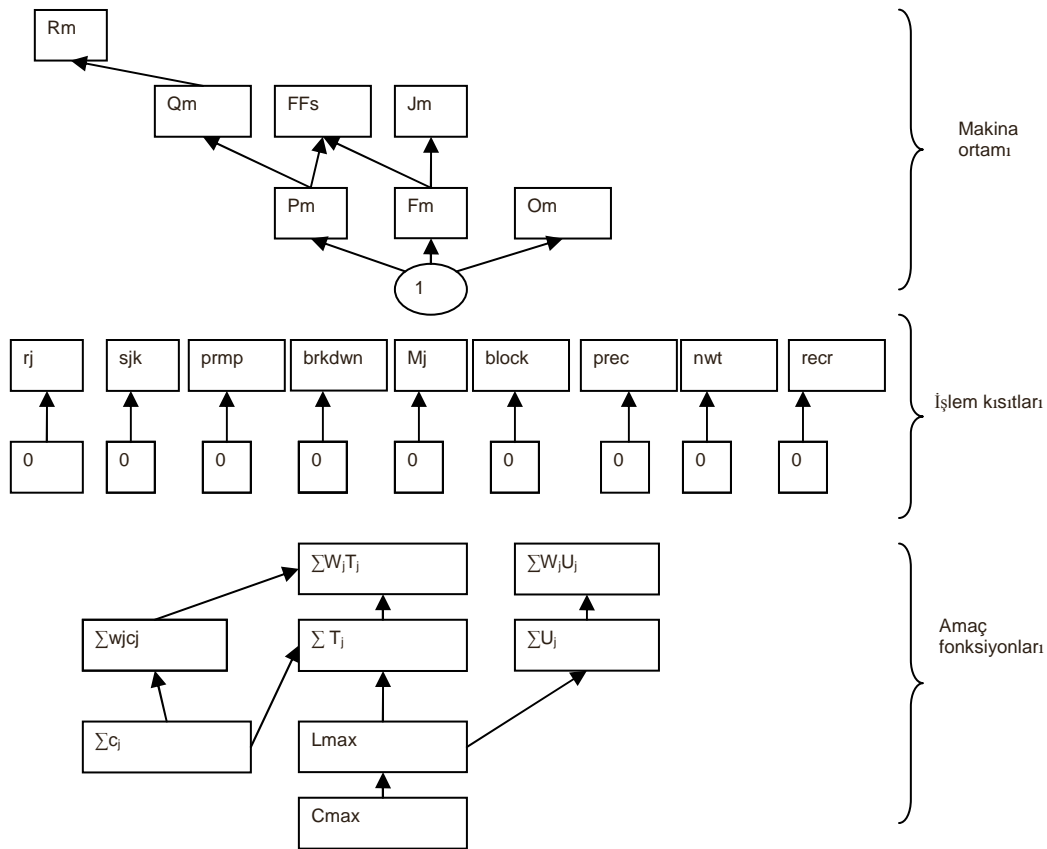 Rm
Qm
FFs
Jm
Makina
ortamı
Pm
Fm
Om
1
rj
sjk
prmp
brkdwn
Mj
block
prec
nwt
recr
İşlem kısıtları
0
0
0
0
0
0
0
0
0
∑WⱼTⱼ
∑WⱼUⱼ
∑wjcj
∑ Tⱼ
∑Uⱼ
Amaç
fonksiyonları
∑cⱼ
Lmax
Cmax